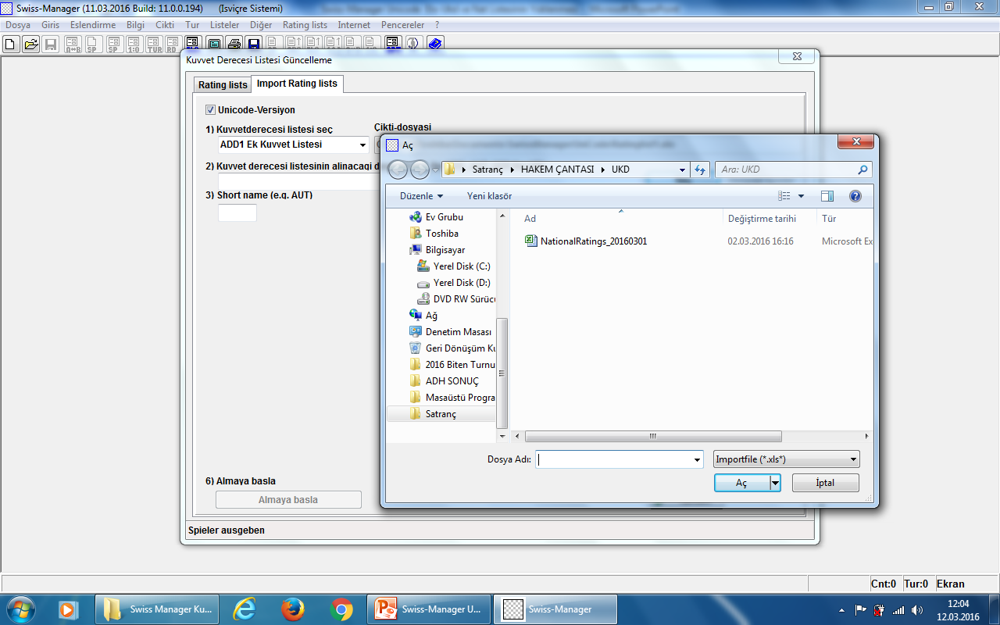 Swiss-Manager (11.03.2016 Build: 11.0.0.194) (Isviçre Sistemi)
Dosya Giris Eslendirme Bilgi Cikti Tur Listeler Diğer Rating lists Internet Pencereler ?
Kuvvet Derecesi Listesi Güncelleme
Rating lists Import Rating lists
Unicode-Versiyon
1) Kuvvetderecesi listesi seç Çikti-dosyasi
ADD1 Ek Kuvvet Listesi
2) Kuvvet derecesi listesinin alinacagi
3) Short name (e.g. AUT)
6) Almaya basla
Almaya basla
Spieler ausgeben
Aç
Satranç HAKEM ÇANTASI UKD
Ara: UKD
Düzenle Yeni klasör
Ev Grubu
Toshiba
Bilgisayar
Yerel Disk (C:)
Yerel Disk (D:)
DVD RW Sürücü
Ağ
Denetim Masası
Geri Dönüşüm Ku
2016 Biten Turnu
ADH SONUÇ
Masaüstü Progra
Satranç
Ad Değiştirme tarihi Tür
NationalRatings_20160301 02.03.2016 16:16 Microsoft Ex
Dosya Adı: Importfile (*.xls*)
Aç İptal
Cnt:0 Tur:0 Ekran
Swiss Manager Ku... Swiss-Manager U... Swiss-Manager
12:04
12.03.2016